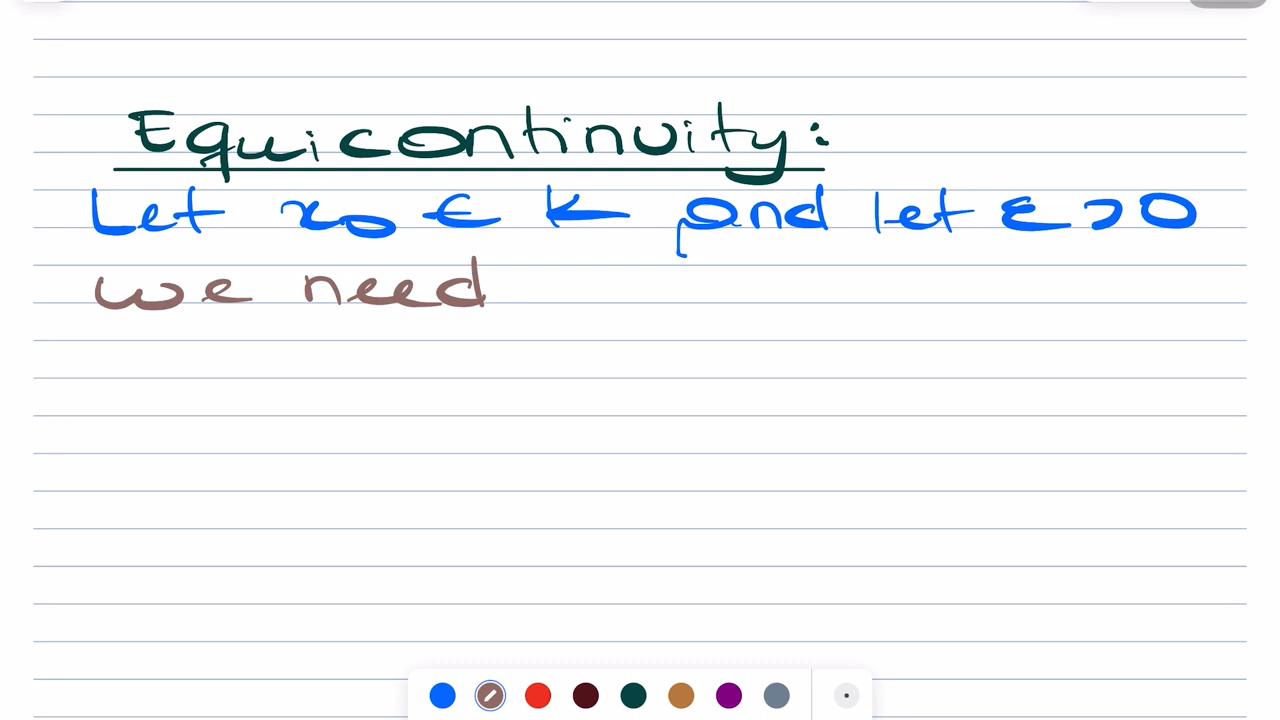 Equicontinuity:
Let x₀ ∈ K and let ε > 0
we need